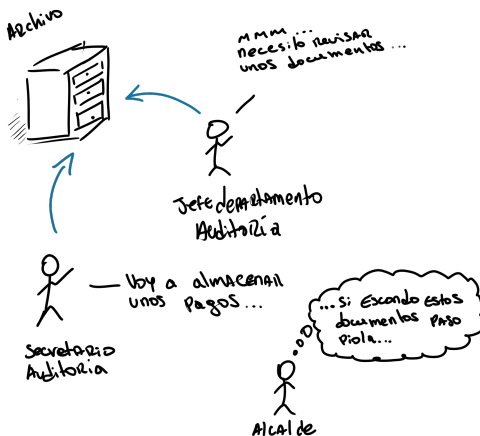 Archivo
MMM...
necesito revisar
unos documentos...
Jefe departamento
Auditoría
Voy a almacenar
unos pagos...
Secretario
Auditoria
...si escondo estos
documentos paso
piola...
Alcalde